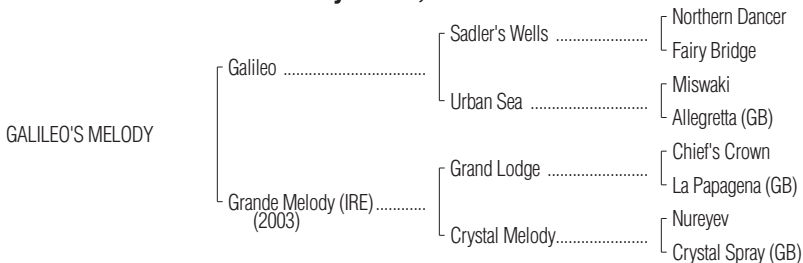 Northern Dancer
Sadler's Wells ......................
Fairy Bridge
Galileo ..................................
Miswaki
Urban Sea ............................
Allegretta (GB)
GALILEO'S MELODY
Chief's Crown
Grand Lodge ........................
La Papagena (GB)
Grande Melody (IRE)............
(2003)
Nureyev
Crystal Melody......................
Crystal Spray (GB)